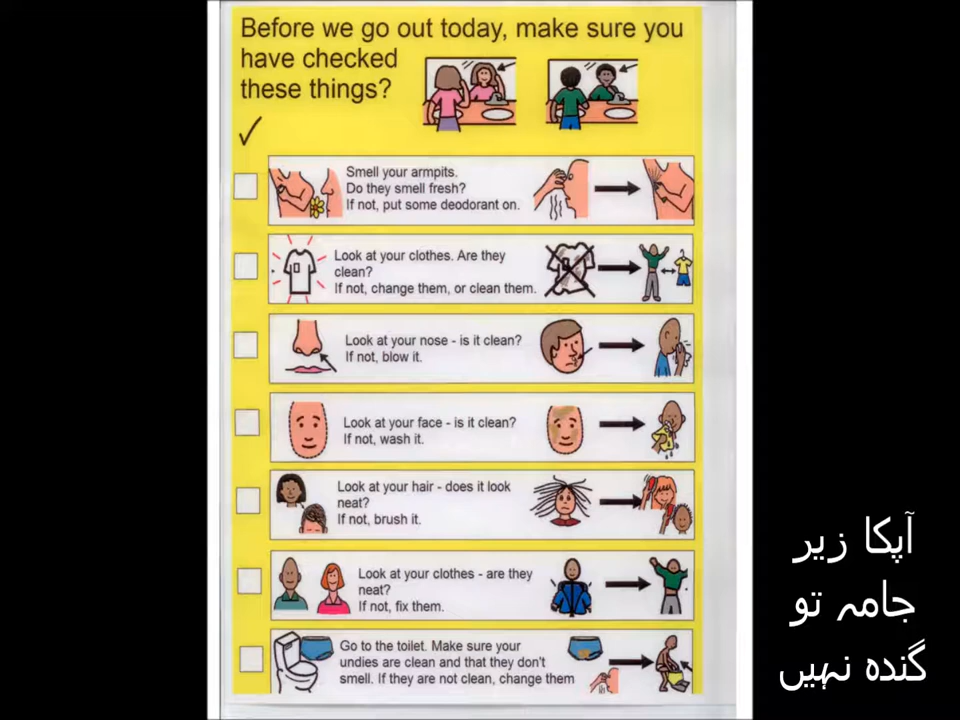 Before we go out today, make sure you
have checked
these things?
Smell your armpits.
Do they smell fresh?
If not, put some deodorant on.
Look at your clothes. Are they
clean?
If not, change them, or clean them.
Look at your nose - is it clean?
If not, blow it.
Look at your face - is it clean?
If not, wash it.
Look at your hair - does it look
neat?
If not, brush it.
Look at your clothes - are they
neat?
If not, fix them.
Go to the toilet. Make sure your
undies are clean and that they don't
smell. If they are not clean, change them
آپکا زیر
جامہ تو
گندہ نہیں